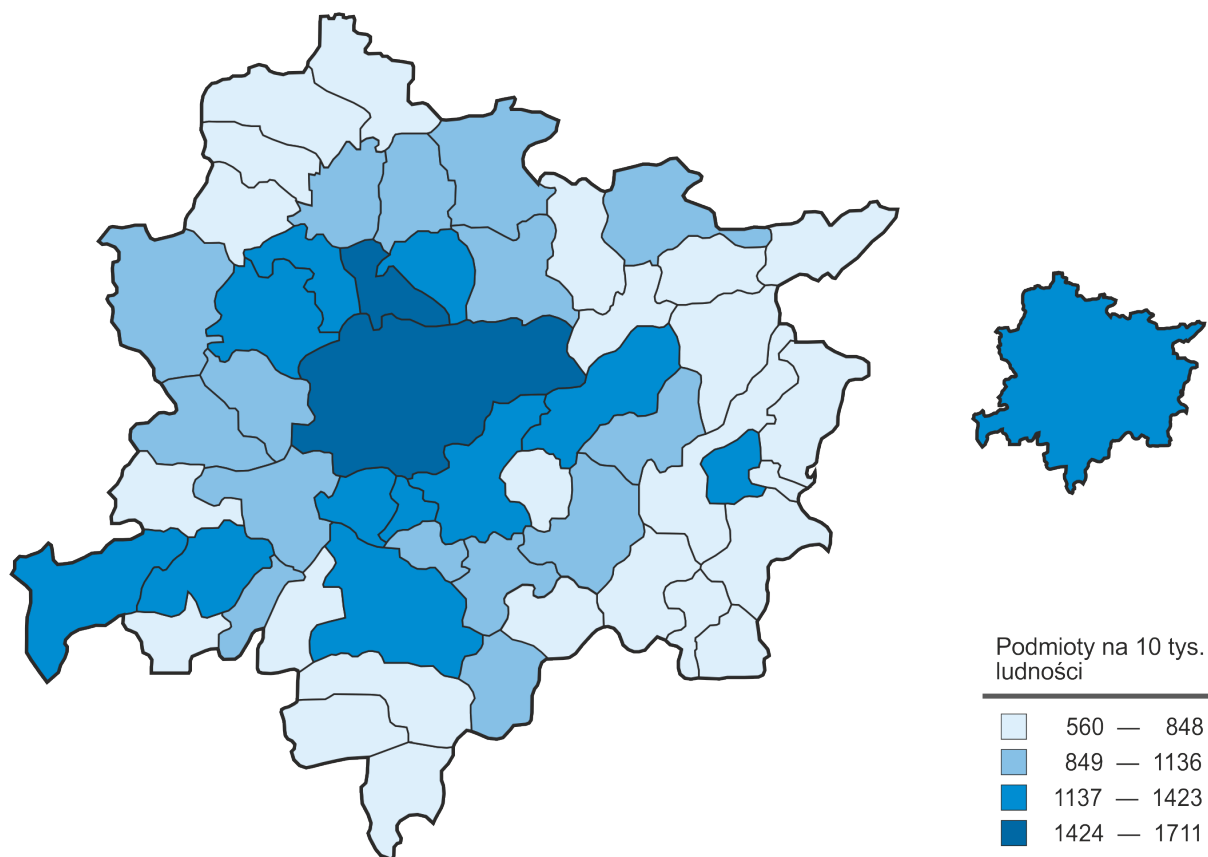 Podmioty na 10 tys.
ludności
560 — 848
849 — 1136
1137 — 1423
1424 — 1711